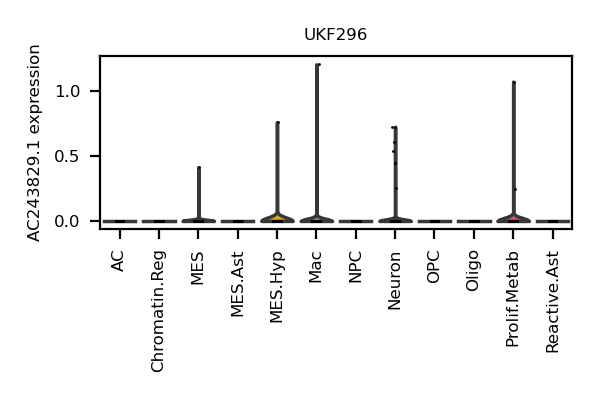 UKF296
AC243829.1 expression
1.0
0.5
0.0
AC
Chromatin.Reg
MES
MES.Ast
MES.Hyp
Mac
NPC
Neuron
OPC
Oligo
Prolif.Metab
Reactive.Ast